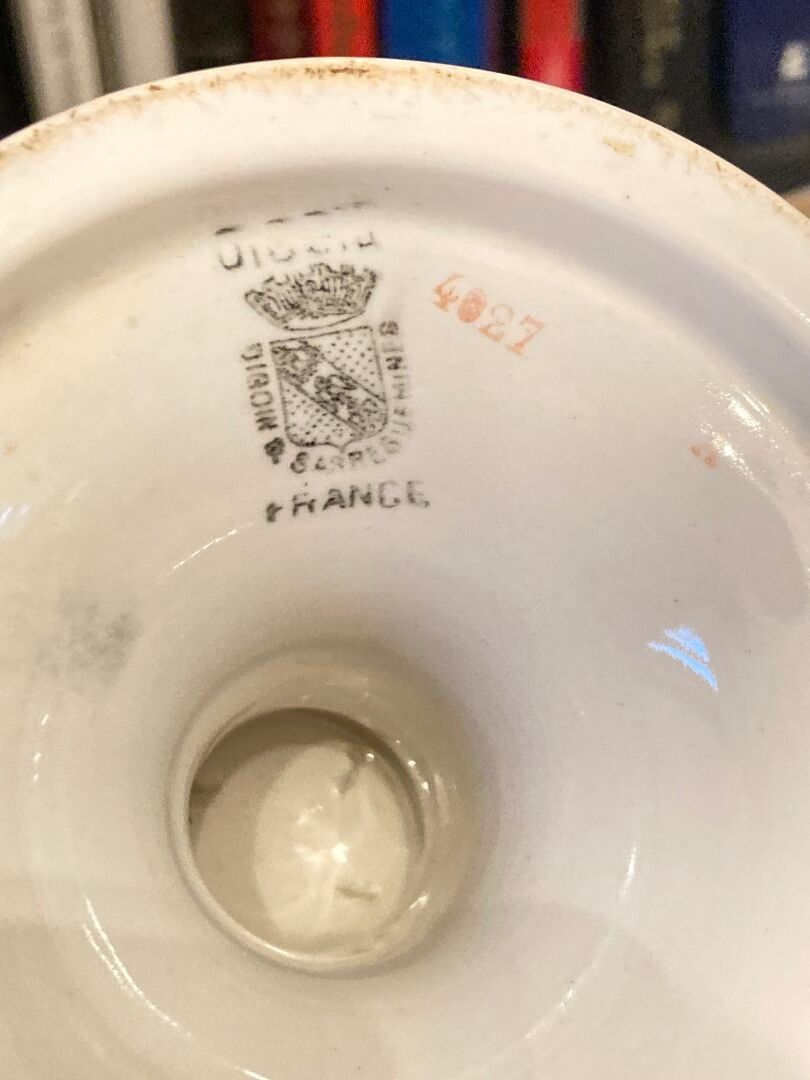 4027
DIGOIN & SARREGUEMINES
FRANCE